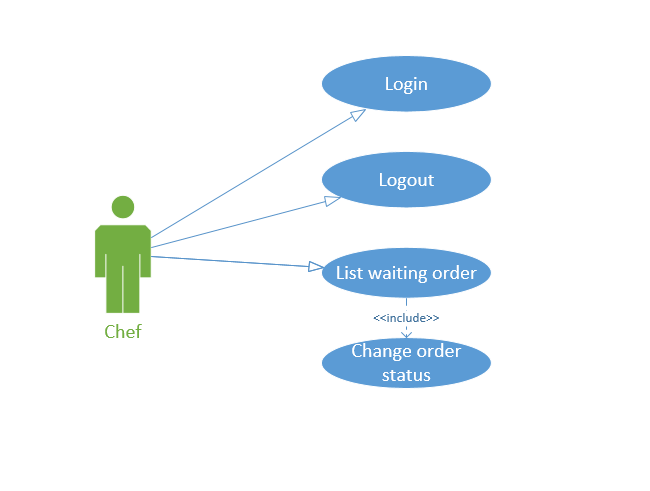 Login
Logout
Chef
List waiting order
<<include>>
Change order
status